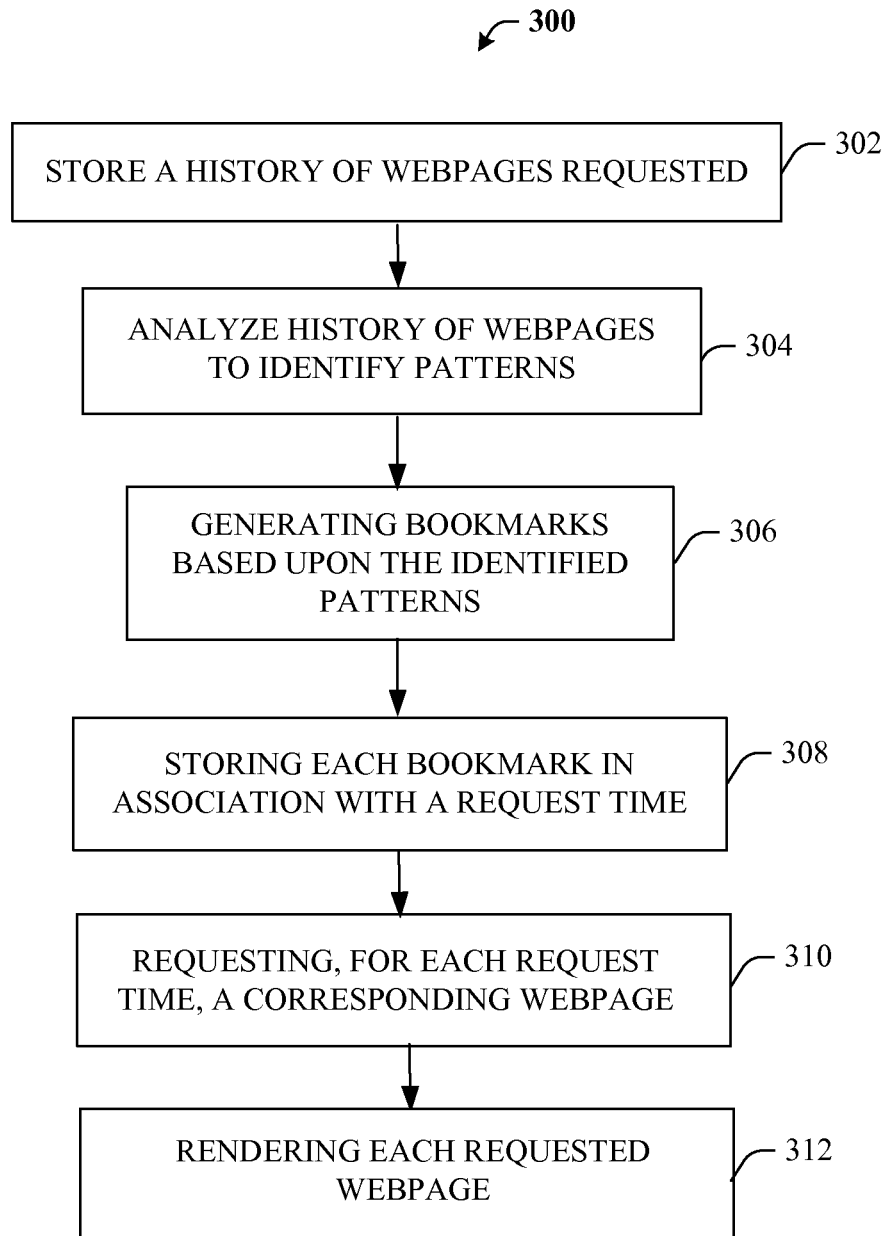 300
STORE A HISTORY OF WEBPAGES REQUESTED
302
ANALYZE HISTORY OF WEBPAGES
TO IDENTIFY PATTERNS
304
GENERATING BOOKMARKS
BASED UPON THE IDENTIFIED
PATTERNS
306
STORING EACH BOOKMARK IN
ASSOCIATION WITH A REQUEST TIME
308
REQUESTING, FOR EACH REQUEST
TIME, A CORRESPONDING WEBPAGE
310
RENDERING EACH REQUESTED
WEBPAGE
312